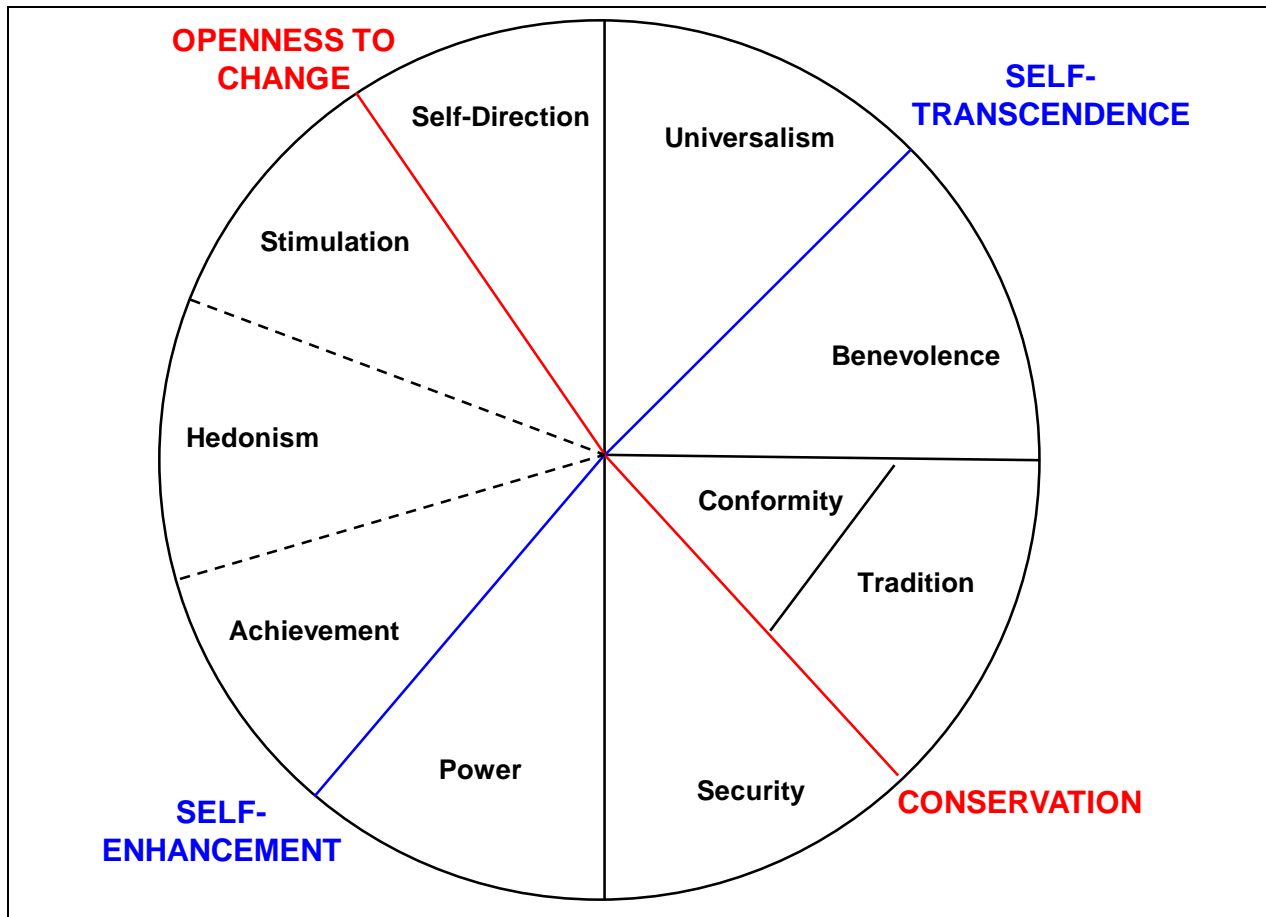 OPENNESS TO
CHANGE
SELF-
TRANSCENDENCE
Self-Direction
Universalism
Stimulation
Benevolence
Hedonism
Conformity
Tradition
Achievement
Power
Security
CONSERVATION
SELF-
ENHANCEMENT